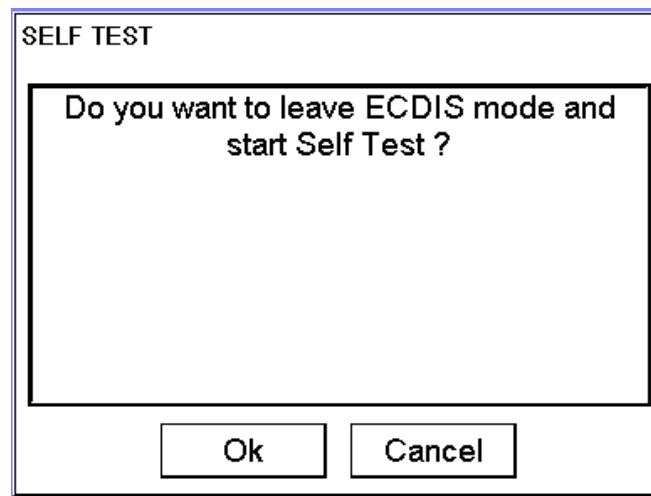 SELF TEST
Do you want to leave ECDIS mode and
start Self Test ?
Ok
Cancel